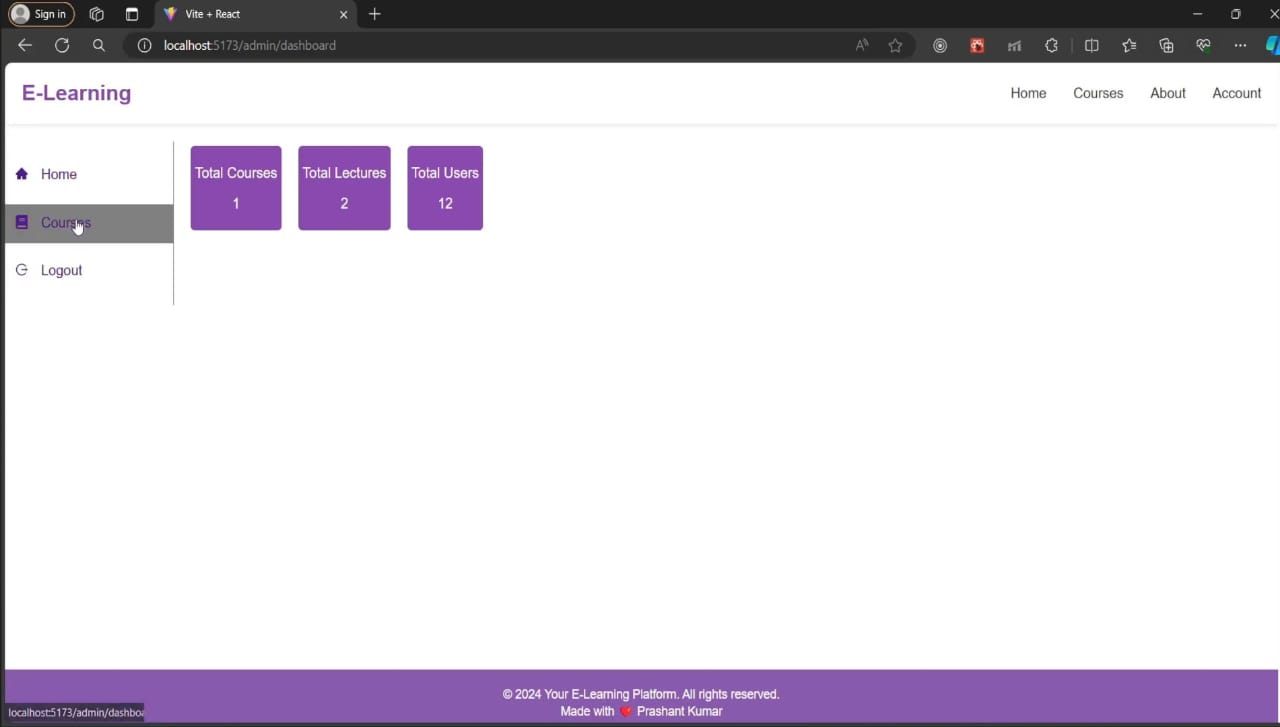 Sign in
Vite + React
localhost:5173/admin/dashboard
E-Learning
Home Courses About Account
Home
Courses
Logout
Total Courses
1
Total Lectures
2
Total Users
12
© 2024 Your E-Learning Platform. All rights reserved.
Made with ❤️ Prashant Kumar
localhost:5173/admin/dashboa